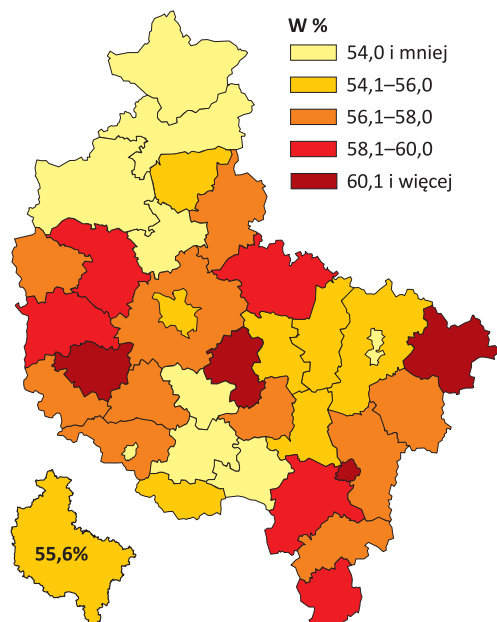 W %
54,0 i mniej
54,1–56,0
56,1–58,0
58,1–60,0
60,1 i więcej
55,6%